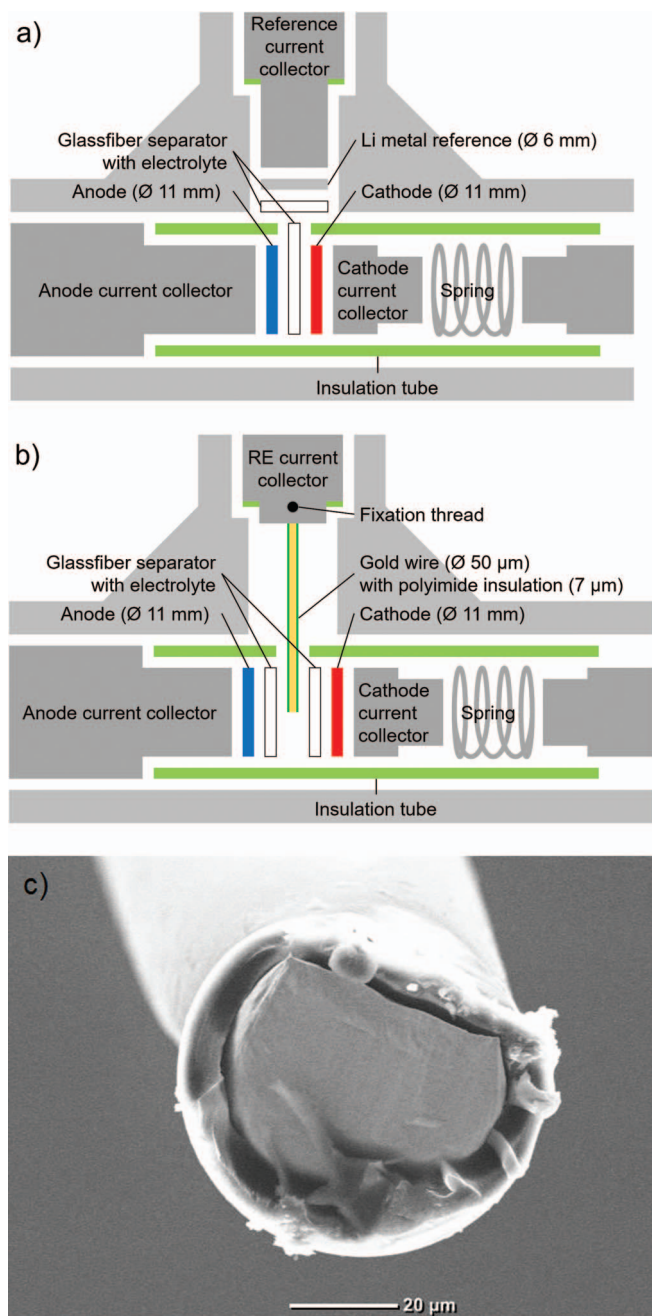 a)
Reference
current
collector
Glassfiber separator
with electrolyte
Li metal reference (Ø 6 mm)
Anode (Ø 11 mm)
Cathode (Ø 11 mm)
Anode current collector
Cathode
current
collector
Spring
Insulation tube
b)
RE current
collector
Fixation thread
Glassfiber separator
with electrolyte
Gold wire (Ø 50 µm)
with polyimide insulation (7 µm)
Anode (Ø 11 mm)
Cathode (Ø 11 mm)
Anode current collector
Cathode
current
collector
Spring
Insulation tube
c)
20 µm